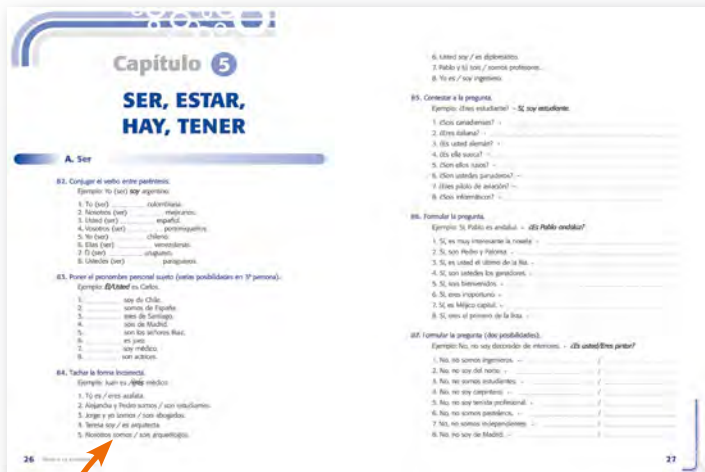 Capítulo 5
SER, ESTAR,
HAY, TENER
A. Ser
82. Conjugar el verbo entre paréntesis.
Ejemplo: Yo (ser) soy argentino.
1. Tú (ser) colombiana.
2. Nosotros (ser) mejicanos.
3. Usted (ser) español.
4. Vosotros (ser) portorriqueños.
5. Yo (ser) chileno.
6. Ellas (ser) venezolanas.
7. Él (ser) uruguayo.
8. Ustedes (ser) paraguayos.
83. Poner el pronombre personal sujeto (varias posibilidades en 3ª persona).
Ejemplo: Él/Usted es Carlos.
1. soy de Chile.
2. somos de España.
3. eres de Santiago.
4. sois de Madrid.
5. son los señores Ruiz.
6. es juez.
7. soy médico.
8. son actrices.
84. Tachar la forma incorrecta.
Ejemplo: Juan es /eres médico.
1. Tú es / eres azafata.
2. Alejandra y Pedro somos / son estudiantes.
3. Jorge y yo somos / son abogados.
4. Teresa soy / es arquitecta.
5. Nosotros somos / son arqueólogos.
26
6. Usted soy / es diplomático.
7. Pablo y tú sois / somos profesores.
8. Yo es / soy ingeniero.
85. Contestar a la pregunta.
Ejemplo: ¿Eres estudiante? - Sí, soy estudiante.
1. ¿Sois canadienses? -
2. ¿Eres italiana? -
3. ¿Es usted alemán? -
4. ¿Es ella sueca? -
5. ¿Son ellos rusos? -
6. ¿Son ustedes panaderos? -
7. ¿Eres piloto de aviación? -
8. ¿Sois informáticos? -
86. Formular la pregunta.
Ejemplo: Sí, Pablo es andaluz. - ¿Es Pablo andaluz?
1. Sí, es muy interesante la novela. -
2. Sí, son Pedro y Paloma. -
3. Sí, es usted el último de la fila. -
4. Sí, son ustedes los ganadores. -
5. Sí, sois bienvenidos. -
6. Sí, eres inoportuno. -
7. Sí, es Méjico capital. -
8. Sí, eres el primero de la lista. -
87. Formular la pregunta (dos posibilidades).
Ejemplo: No, no soy decorador de interiores. - ¿Es usted/Eres pintor?
1. No, no somos ingenieros. - /
2. No, no soy del norte. - /
3. No, no somos estudiantes. - /
4. No, no soy carpintero. - /
5. No, no soy tenista profesional. - /
6. No, no somos pasteleros. - /
7. No, no somos independientes. - /
8. No, no soy de Madrid. - /
27